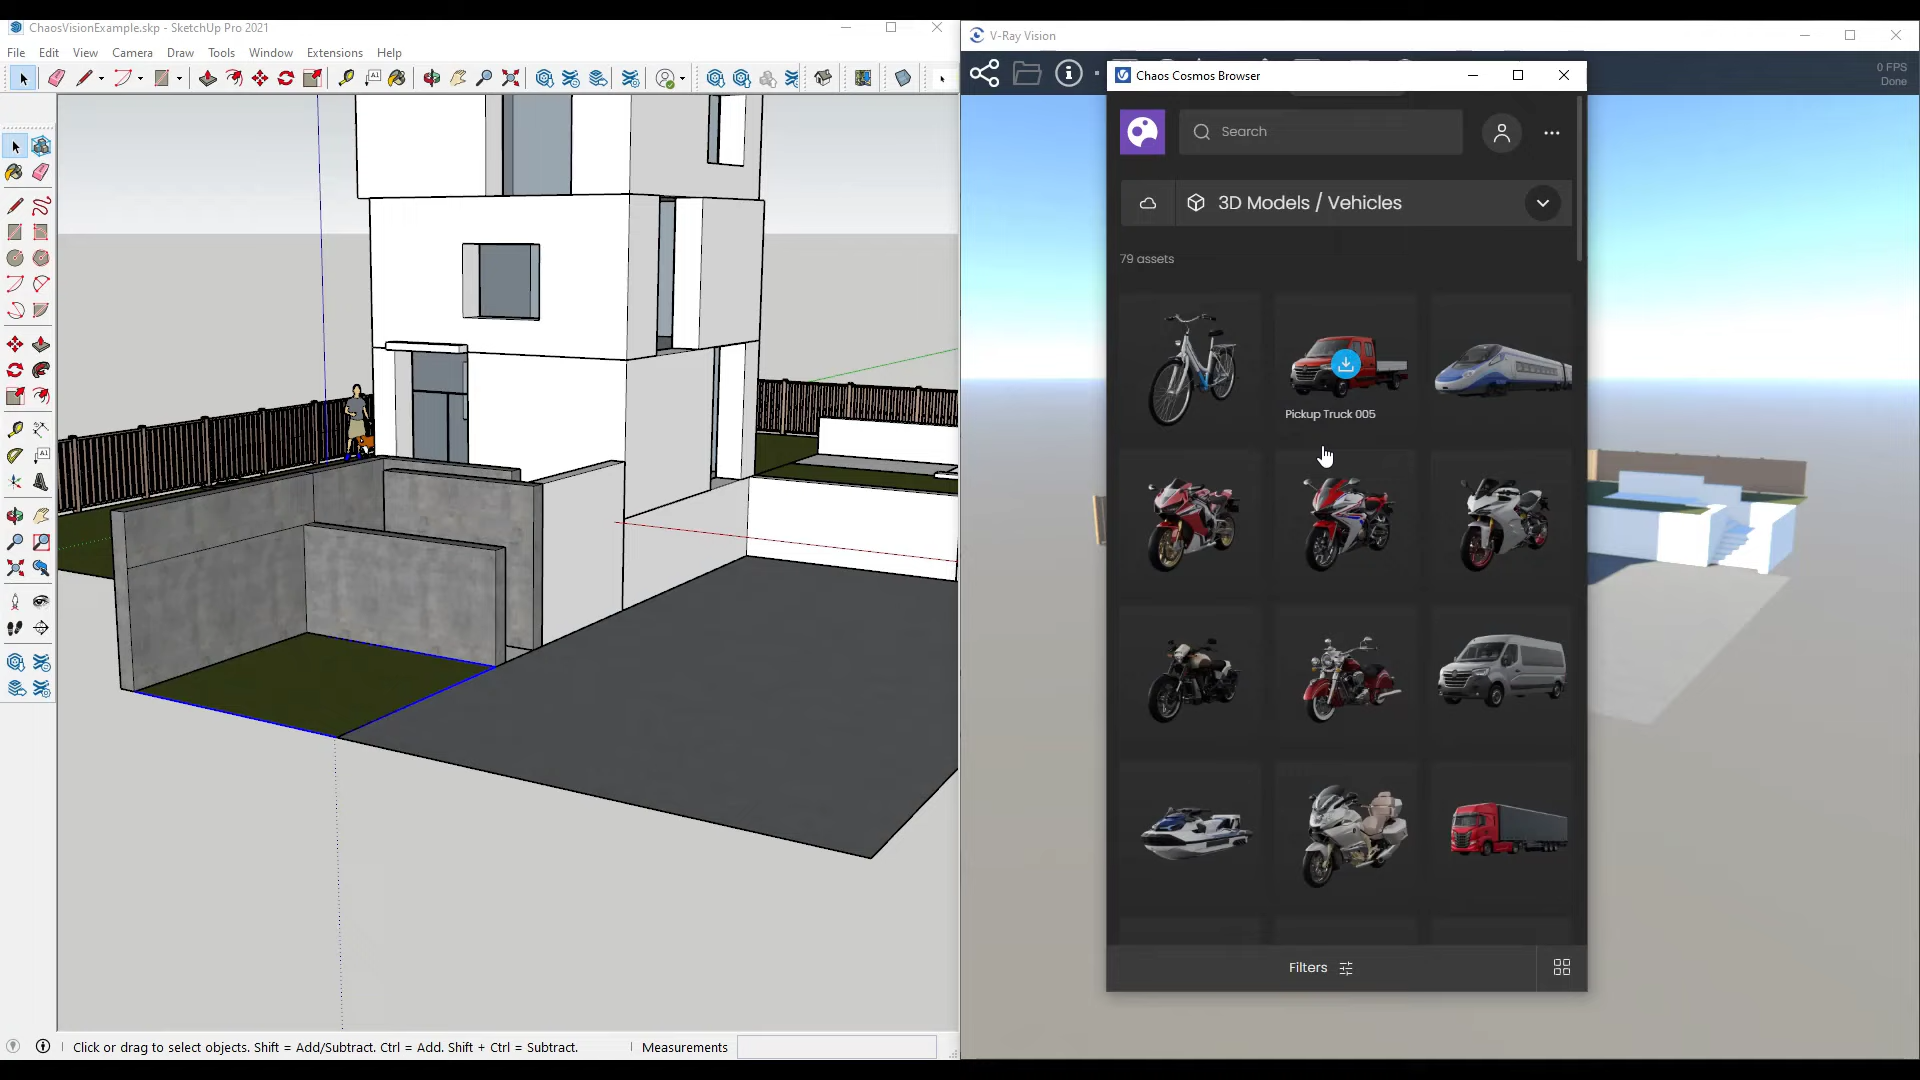 ChaosVisionExample.skp - SketchUp Pro 2021
File Edit View Camera Draw Tools Window Extensions Help
A1
A1
Click or drag to select objects. Shift = Add/Subtract. Ctrl = Add. Shift + Ctrl = Subtract.
Measurements
V-Ray Vision
0 FPS
Done
Chaos Cosmos Browser
Search
3D Models / Vehicles
79 assets
Pickup Truck 005
Filters